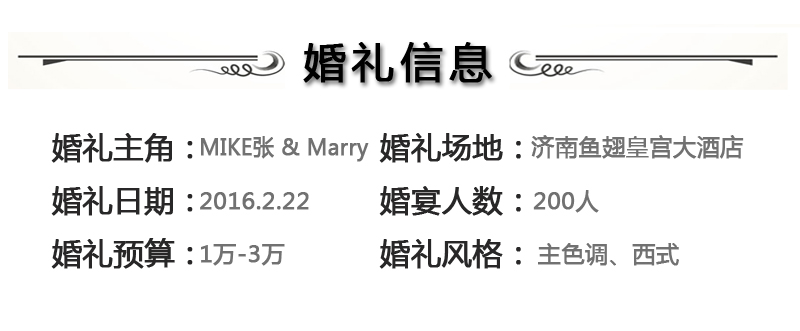 婚礼信息
婚礼主角：MIKE张 & Marry 婚礼场地：济南鱼翅皇宫大酒店
婚礼日期：2016.2.22 婚宴人数：200人
婚礼预算：1万-3万 婚礼风格：主色调、西式